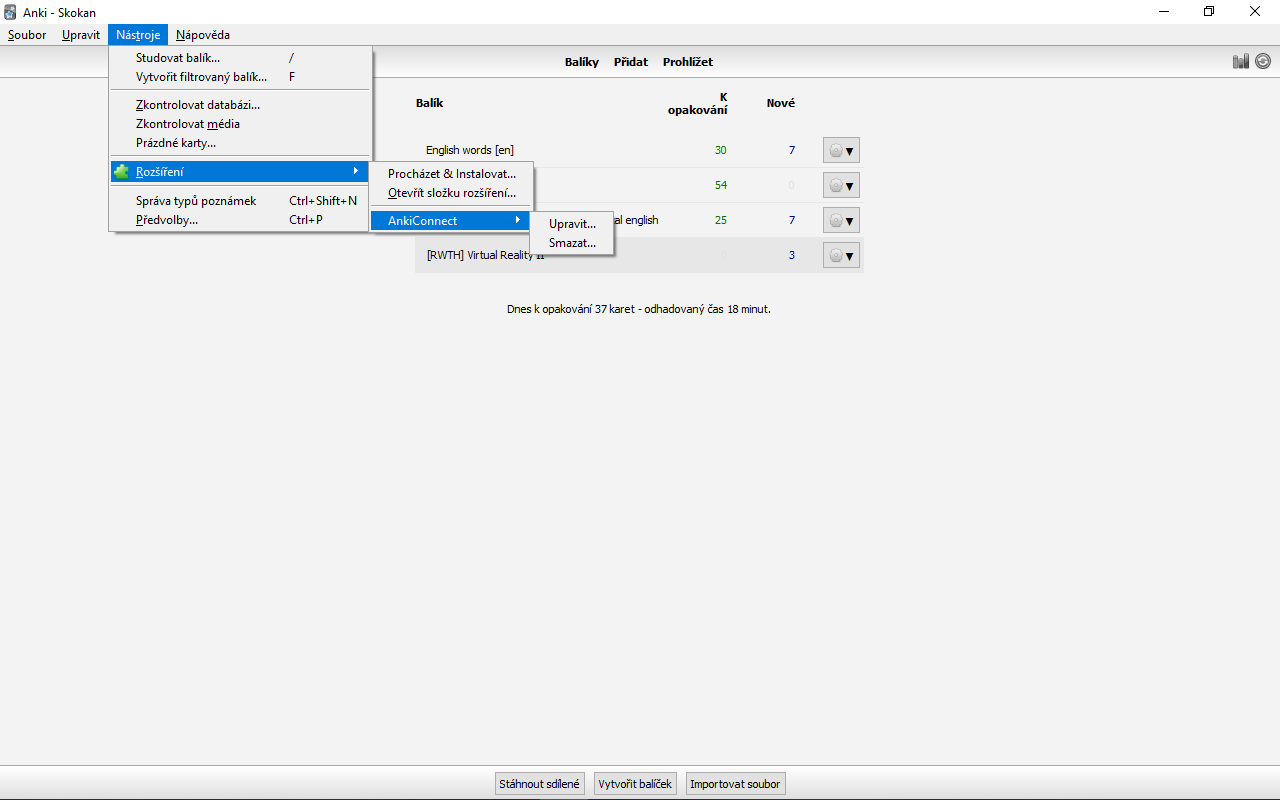 Anki - Skokan
Soubor Upravit Nástroje Nápověda
Balíky Přidat Prohlížet
Studovat balík... /
Vytvořit filtrovaný balík... F
Zkontrolovat databázi...
Zkontrolovat média
Prázdné karty...
Rozšíření
Správa typů poznámek Ctrl+Shift+N
Předvolby... Ctrl+P
Procházet & Instalovat...
Otevřít složku rozšíření...
AnkiConnect
Upravit...
Smazat...
Balík K opakování Nové
English words [en] 30 7
54 0
english 25 7
[RWTH] Virtual Reality II 3
Dnes k opakování 37 karet - odhadovaný čas 18 minut.
Stáhnout sdílené Vytvořit balíček Importovat soubor